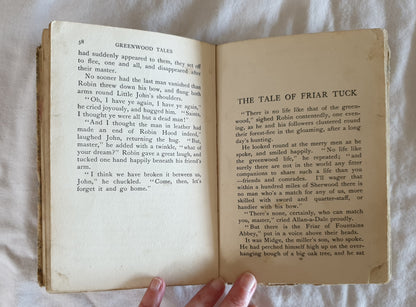 58
GREENWOOD TALES
had suddenly appeared to them, they set off
to flee, one and all, and disappeared after
their master.
No sooner had the last man vanished than
Robin threw down his bow, and flung both
arms round Little John's shoulders.
"Oh, I have ye again, I have ye again,"
he cried joyously, and hugged him. "Saints,
I thought we were all but a dead mass!"
"And I thought the man in leather had
made an end of Robin Hood indeed,"
laughed John, returning the hug. "But,
master," he added with a twinkle, "what of
your dream?" Robin gave a great laugh, and
tucked one hand happily beneath his friend's
arm.
"I think we have broken it between us,
John," he chuckled. "Come, then, let's
forget it and go home."
THE TALE OF FRIAR TUCK
"There is no life like that of the green-
wood," sighed Robin contentedly, one even-
ing, as he and his followers clustered round
their forest-fire in the gloaming, after a long
day's hunting.
He looked round at the merry men as he
spoke, and smiled happily. "No life like
the greenwood life," he repeated; "and
surely there are not in the world any fitter
companions to share such a life than you
—friends and comrades. I'll wager that
within a hundred miles of Sherwood there is
no man who's a match for any of us, more
skilled with sword and quarter-staff, or
handier with his bow."
"There's none, certainly, who can match
you, master," cried Allan-a-Dale proudly.
"But there is the Friar of Fountains
Abbey," put in a voice above their heads.
It was Midge, the miller's son, who spoke.
He had perched himself high up on the over-
hanging bough of a big oak tree, and he sat